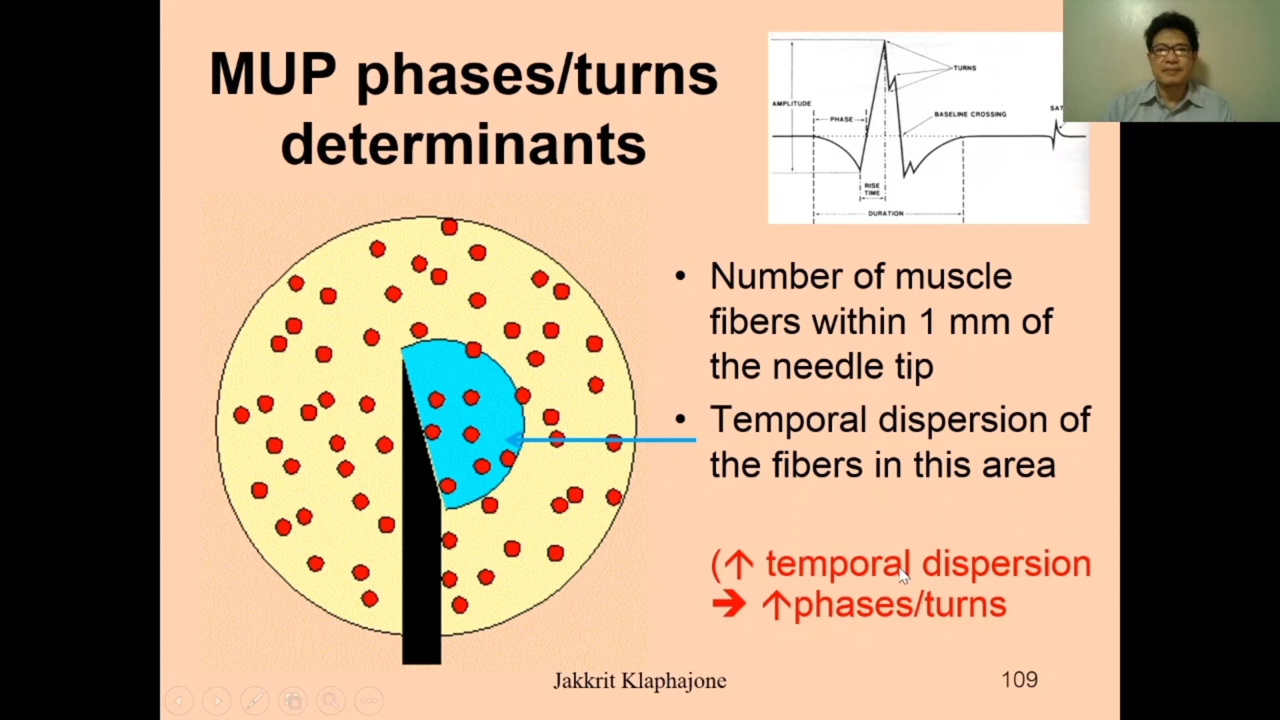 MUP phases/turns
determinants
TURNS
AMPLITUDE
PHASE
BASELINE CROSSING
RISE
TIME
DURATION
• Number of muscle
fibers within 1 mm of
the needle tip
• Temporal dispersion of
the fibers in this area
(↑ temporal dispersion
➔ ↑phases/turns
Jakkrit Klaphajone
109